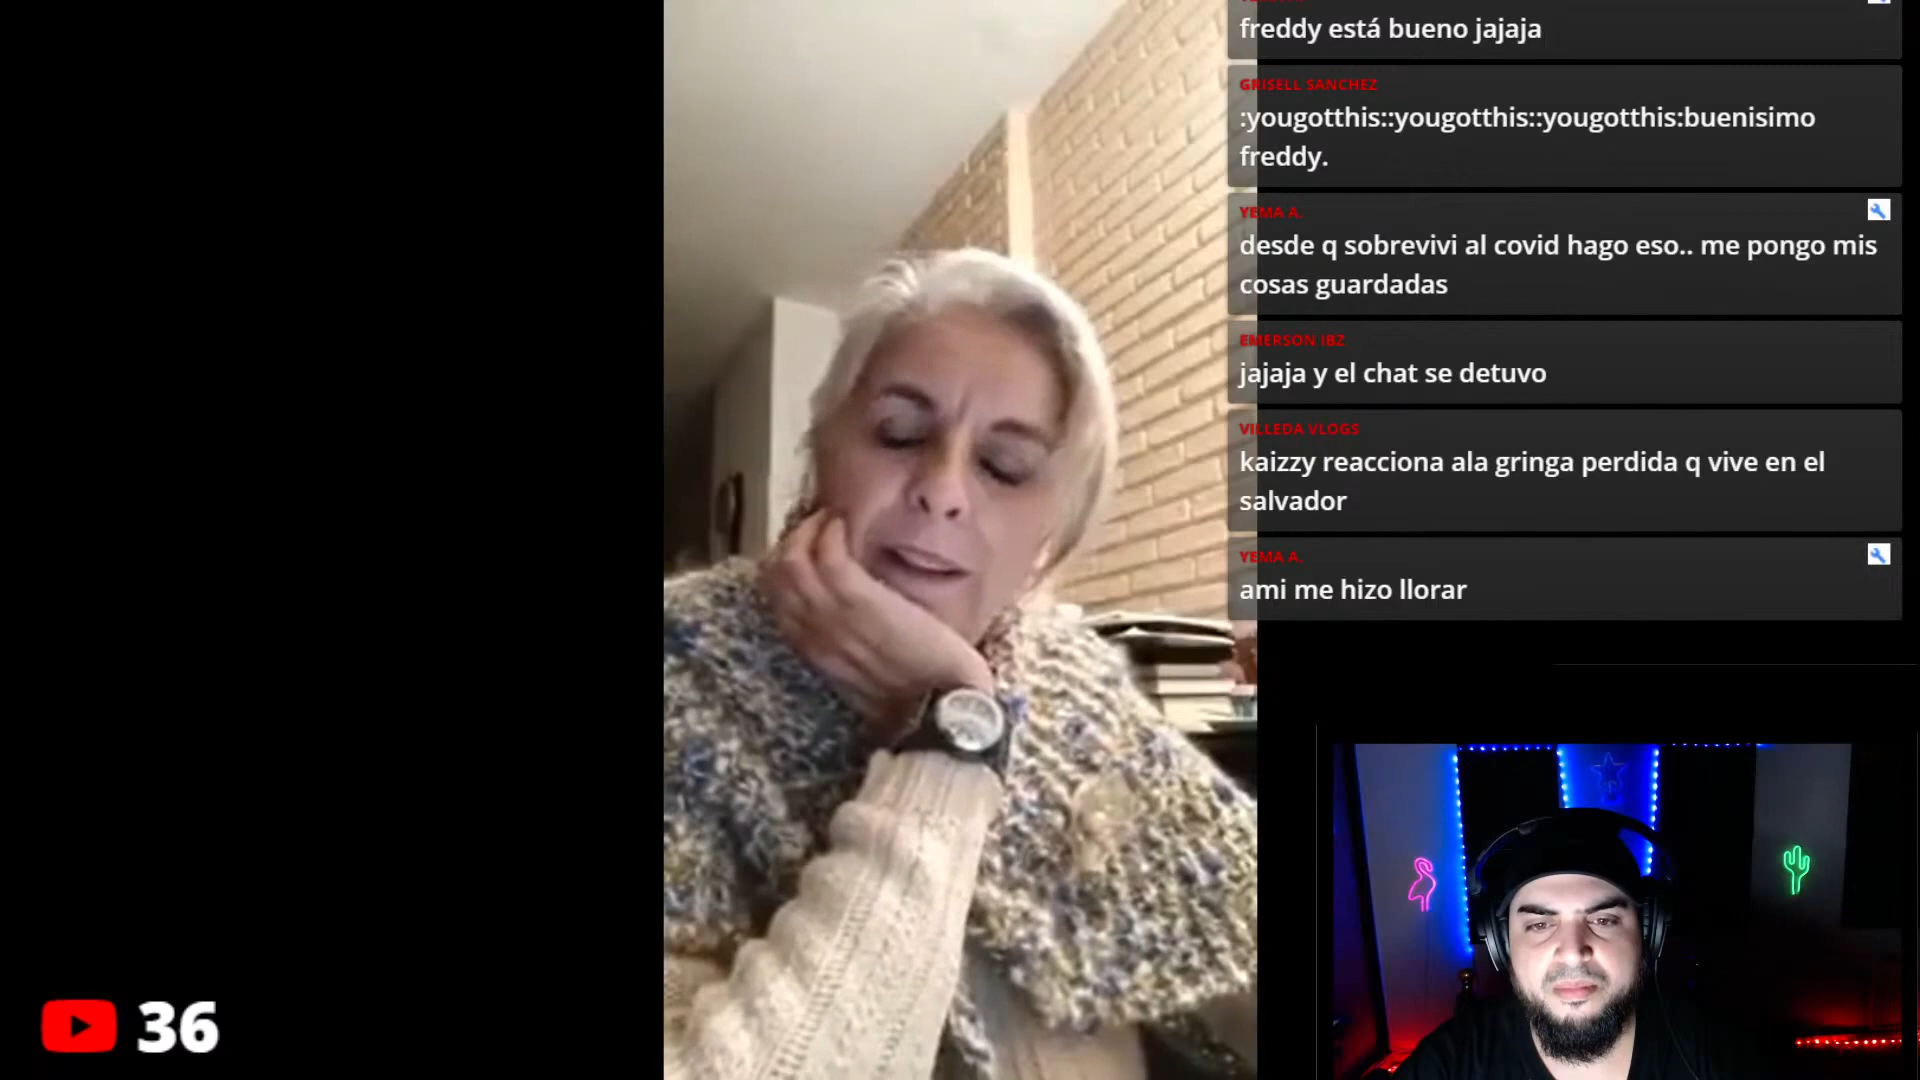 freddy está bueno jajaja
GRISELL SANCHEZ
:yougotthis::yougotthis::yougotthis:buenisimo
freddy.
YEMA A.
desde q sobrevivi al covid hago eso.. me pongo mis
cosas guardadas
EMERSON IBZ
jajaja y el chat se detuvo
VILLEDA VLOGS
kaizzy reacciona ala gringa perdida q vive en el
salvador
YEMA A.
ami me hizo llorar
36